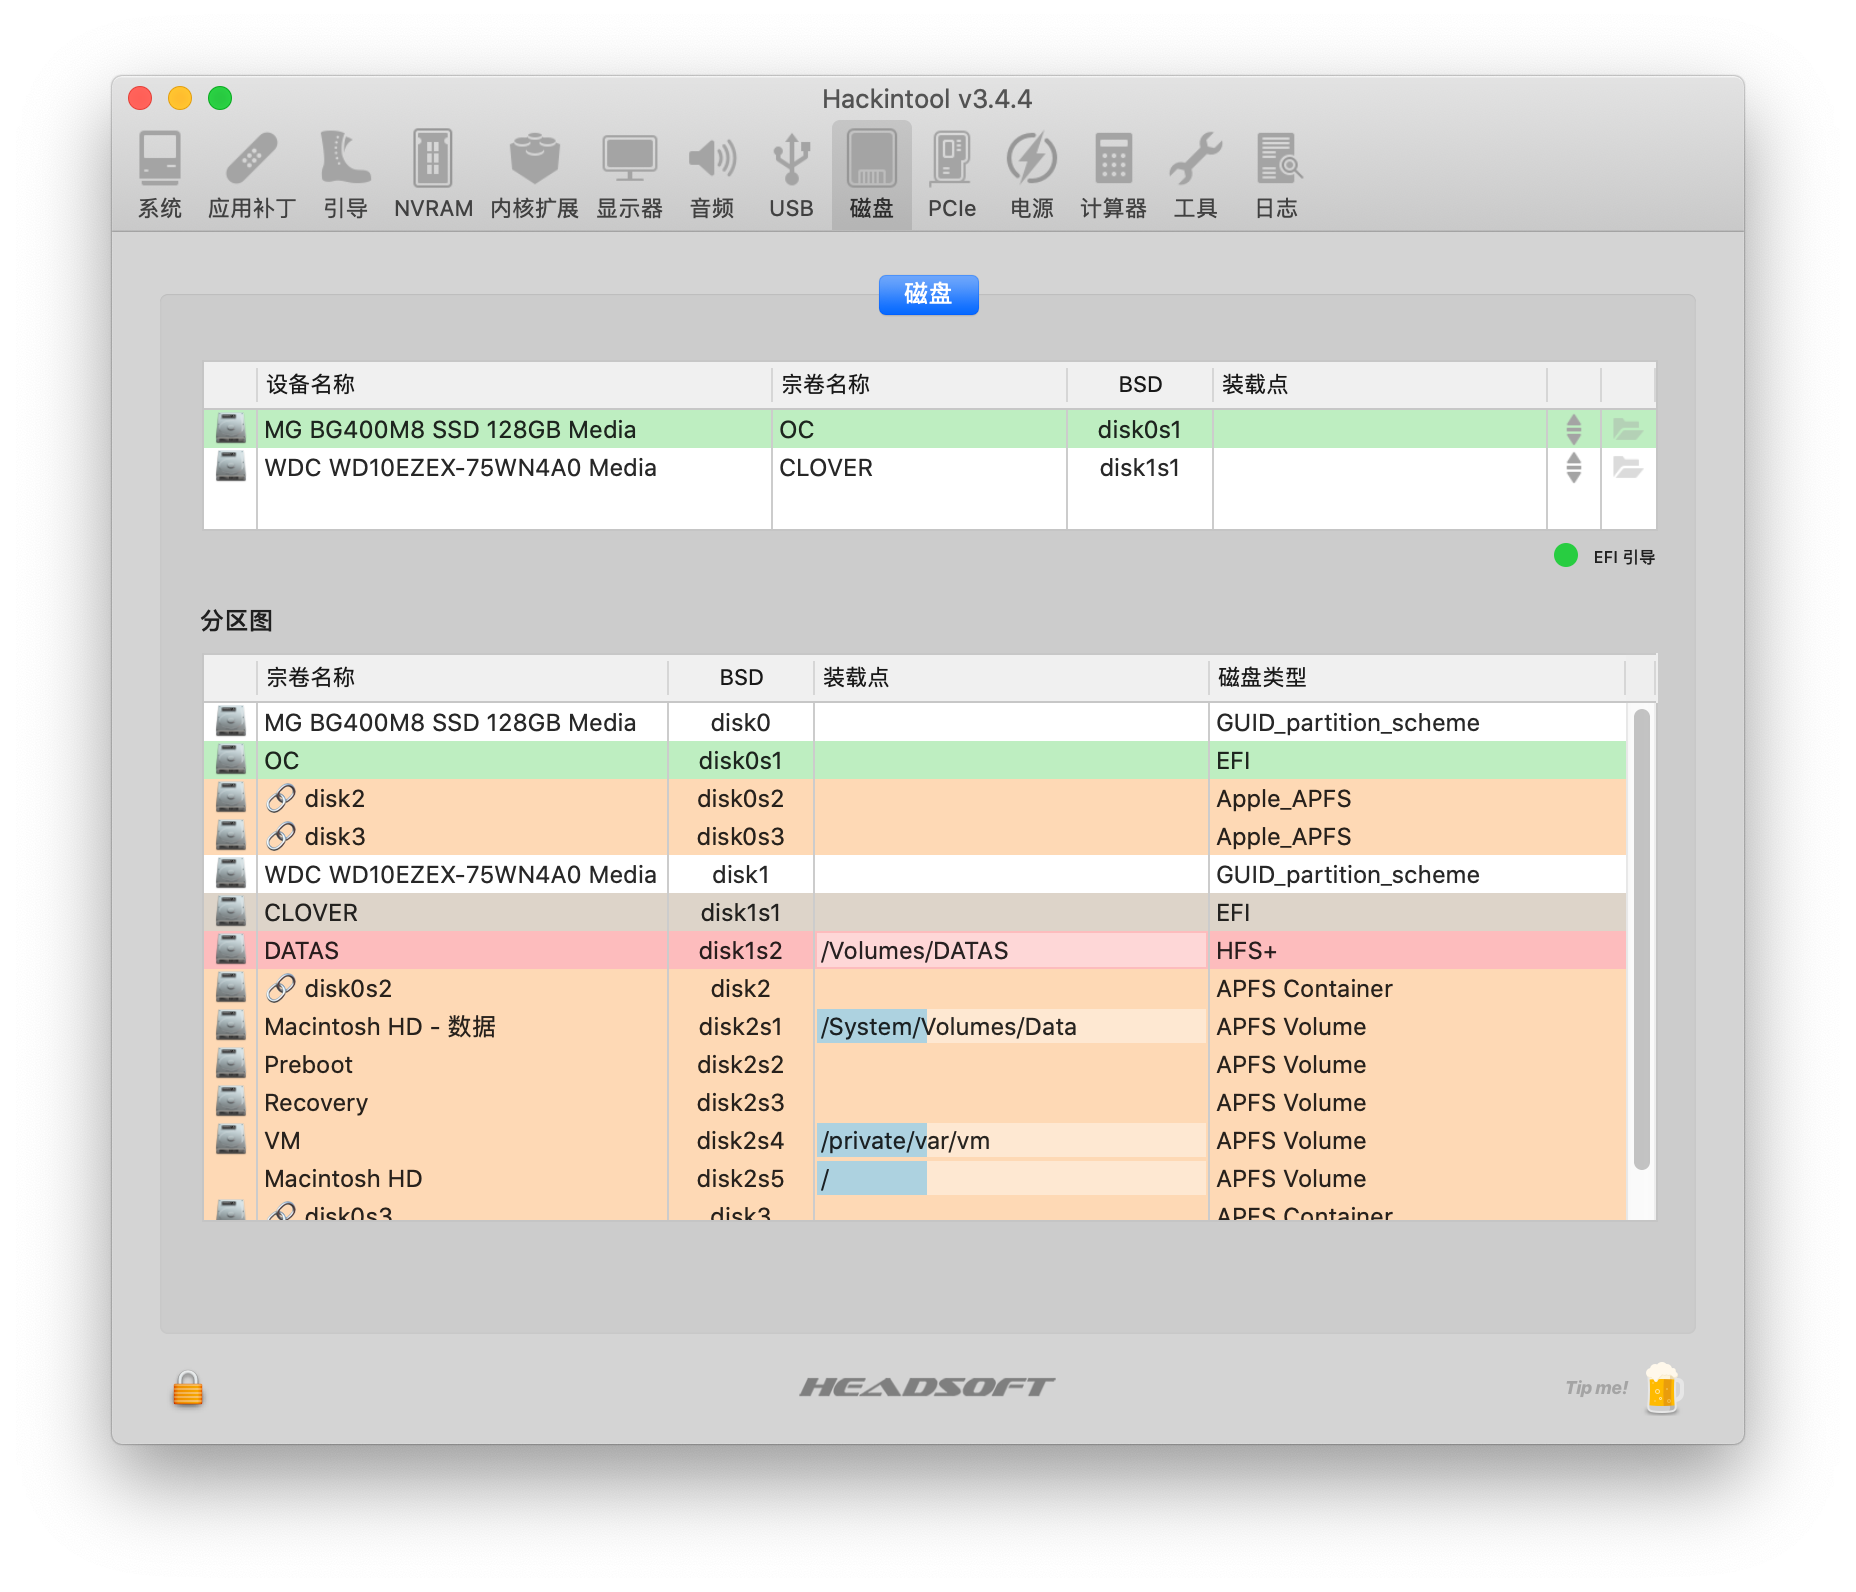 Hackintool v3.4.4
系统 应用补丁 引导 NVRAM 内核扩展 显示器 音频 USB 磁盘 PCIe 电源 计算器 工具 日志
磁盘
设备名称 宗卷名称 BSD 装载点
MG BG400M8 SSD 128GB Media OC disk0s1
WDC WD10EZEX-75WN4A0 Media CLOVER disk1s1
EFI 引导
分区图
宗卷名称 BSD 装载点 磁盘类型
MG BG400M8 SSD 128GB Media disk0 GUID_partition_scheme
OC disk0s1 EFI
disk2 disk0s2 Apple_APFS
disk3 disk0s3 Apple_APFS
WDC WD10EZEX-75WN4A0 Media disk1 GUID_partition_scheme
CLOVER disk1s1 EFI
DATAS disk1s2 /Volumes/DATAS HFS+
disk0s2 disk2 APFS Container
Macintosh HD - 数据 disk2s1 /System/Volumes/Data APFS Volume
Preboot disk2s2 APFS Volume
Recovery disk2s3 APFS Volume
VM disk2s4 /private/var/vm APFS Volume
Macintosh HD disk2s5 / APFS Volume
disk0s3 disk3 APFS Container
HEADSOFT
Tip me!